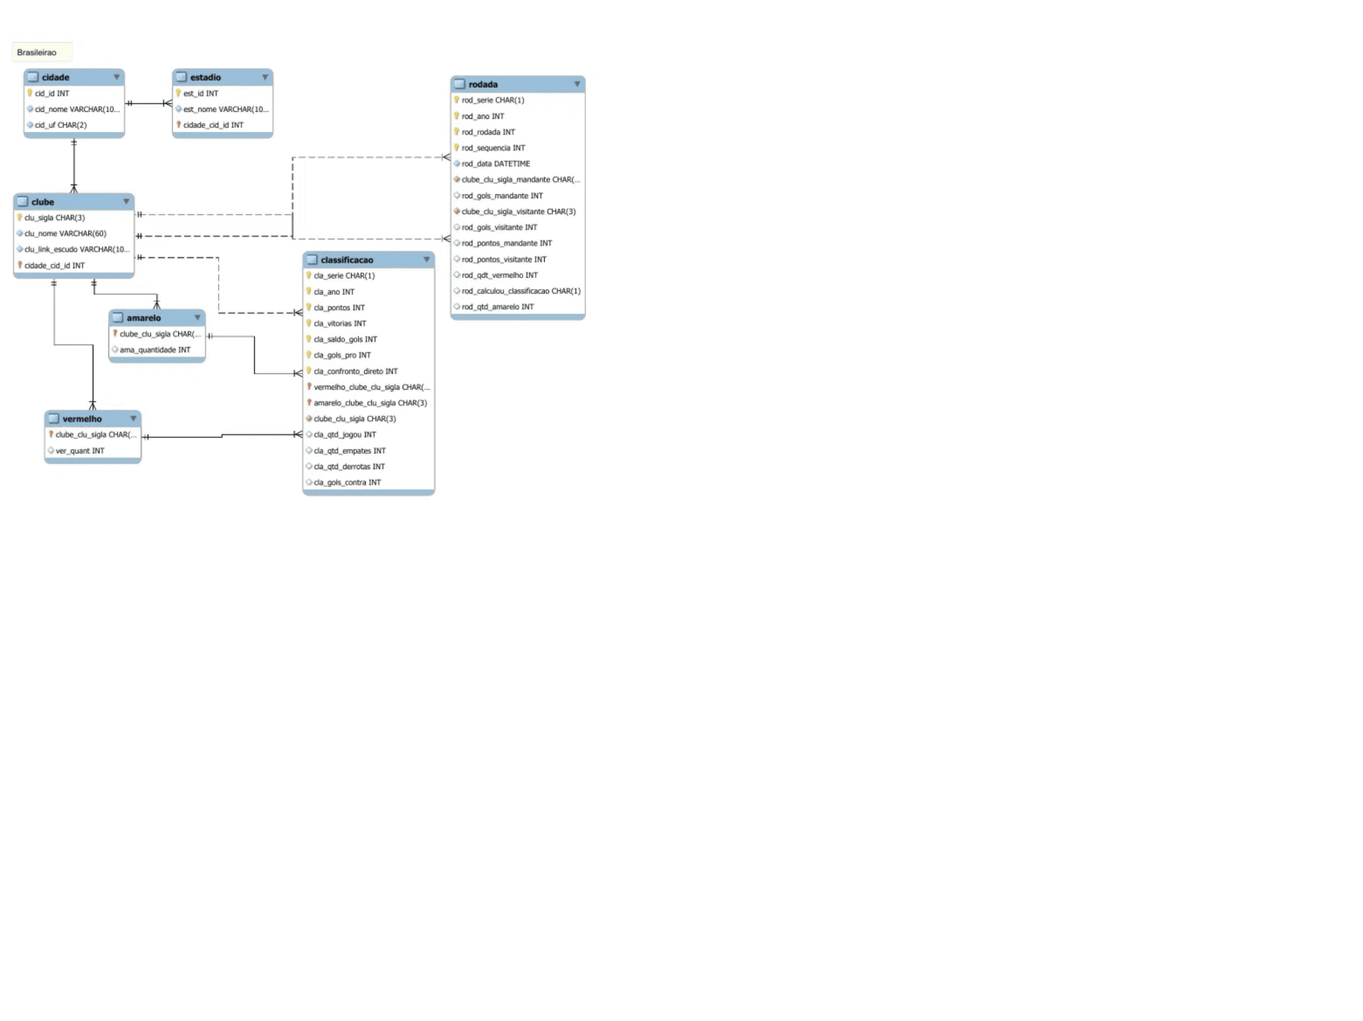 Brasileirao
cidade
cid_id INT
cid_nome VARCHAR(10...
cid_uf CHAR(2)
estadio
est_id INT
est_nome VARCHAR(10...
cidade_cid_id INT
rodada
rod_serie CHAR(1)
rod_ano INT
rod_rodada INT
rod_sequencia INT
rod_data DATETIME
clube_clu_sigla_mandante CHAR(...
rod_gols_mandante INT
clube_clu_sigla_visitante CHAR(3)
rod_gols_visitante INT
rod_pontos_mandante INT
rod_pontos_visitante INT
rod_qdt_vermelho INT
rod_calculou_classificacao CHAR(1)
rod_qtd_amarelo INT
clube
clu_sigla CHAR(3)
clu_nome VARCHAR(60)
clu_link_escudo VARCHAR(10...
cidade_cid_id INT
classificacao
cla_serie CHAR(1)
cla_ano INT
cla_pontos INT
cla_vitorias INT
cla_saldo_gols INT
cla_gols_pro INT
cla_confronto_direto INT
vermelho_clube_clu_sigla CHAR(...
amarelo_clube_clu_sigla CHAR(3)
clube_clu_sigla CHAR(3)
cla_qtd_jogou INT
cla_qtd_empates INT
cla_qtd_derrotas INT
cla_gols_contra INT
amarelo
clube_clu_sigla CHAR(...
ama_quantidade INT
vermelho
clube_clu_sigla CHAR(...
ver_quant INT